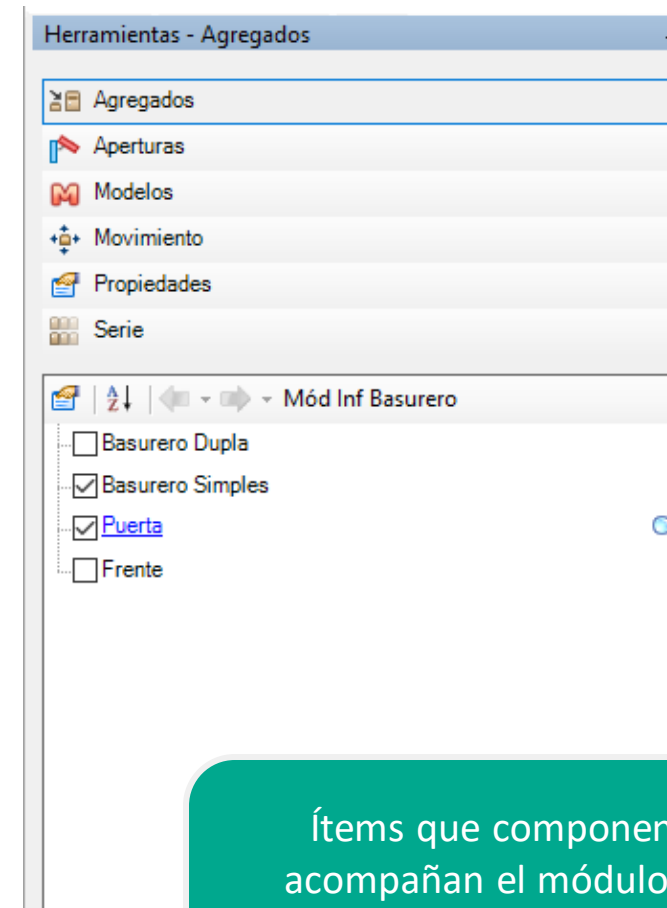 Herramientas - Agregados
Agregados
Aperturas
Modelos
Movimiento
Propiedades
Serie
Mód Inf Basurero
Basurero Dupla
Basurero Simples
Puerta
Frente
Ítems que componen
acompañan el módulo